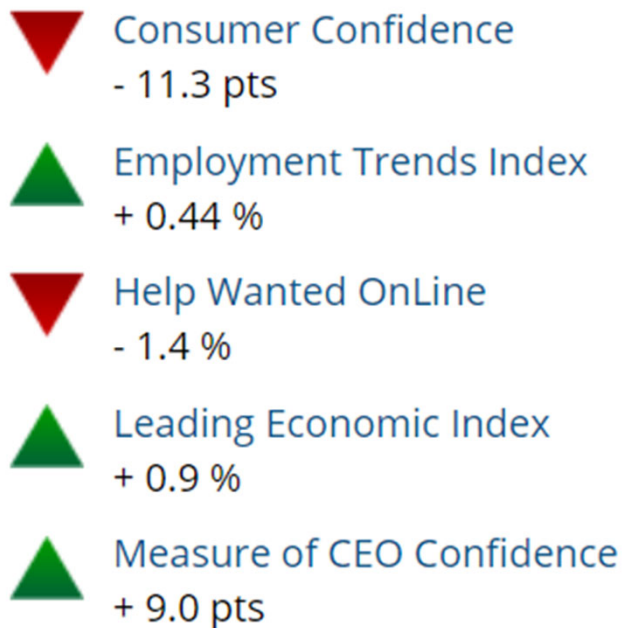 Consumer Confidence
- 11.3 pts
Employment Trends Index
+ 0.44 %
Help Wanted OnLine
- 1.4 %
Leading Economic Index
+ 0.9 %
Measure of CEO Confidence
+ 9.0 pts